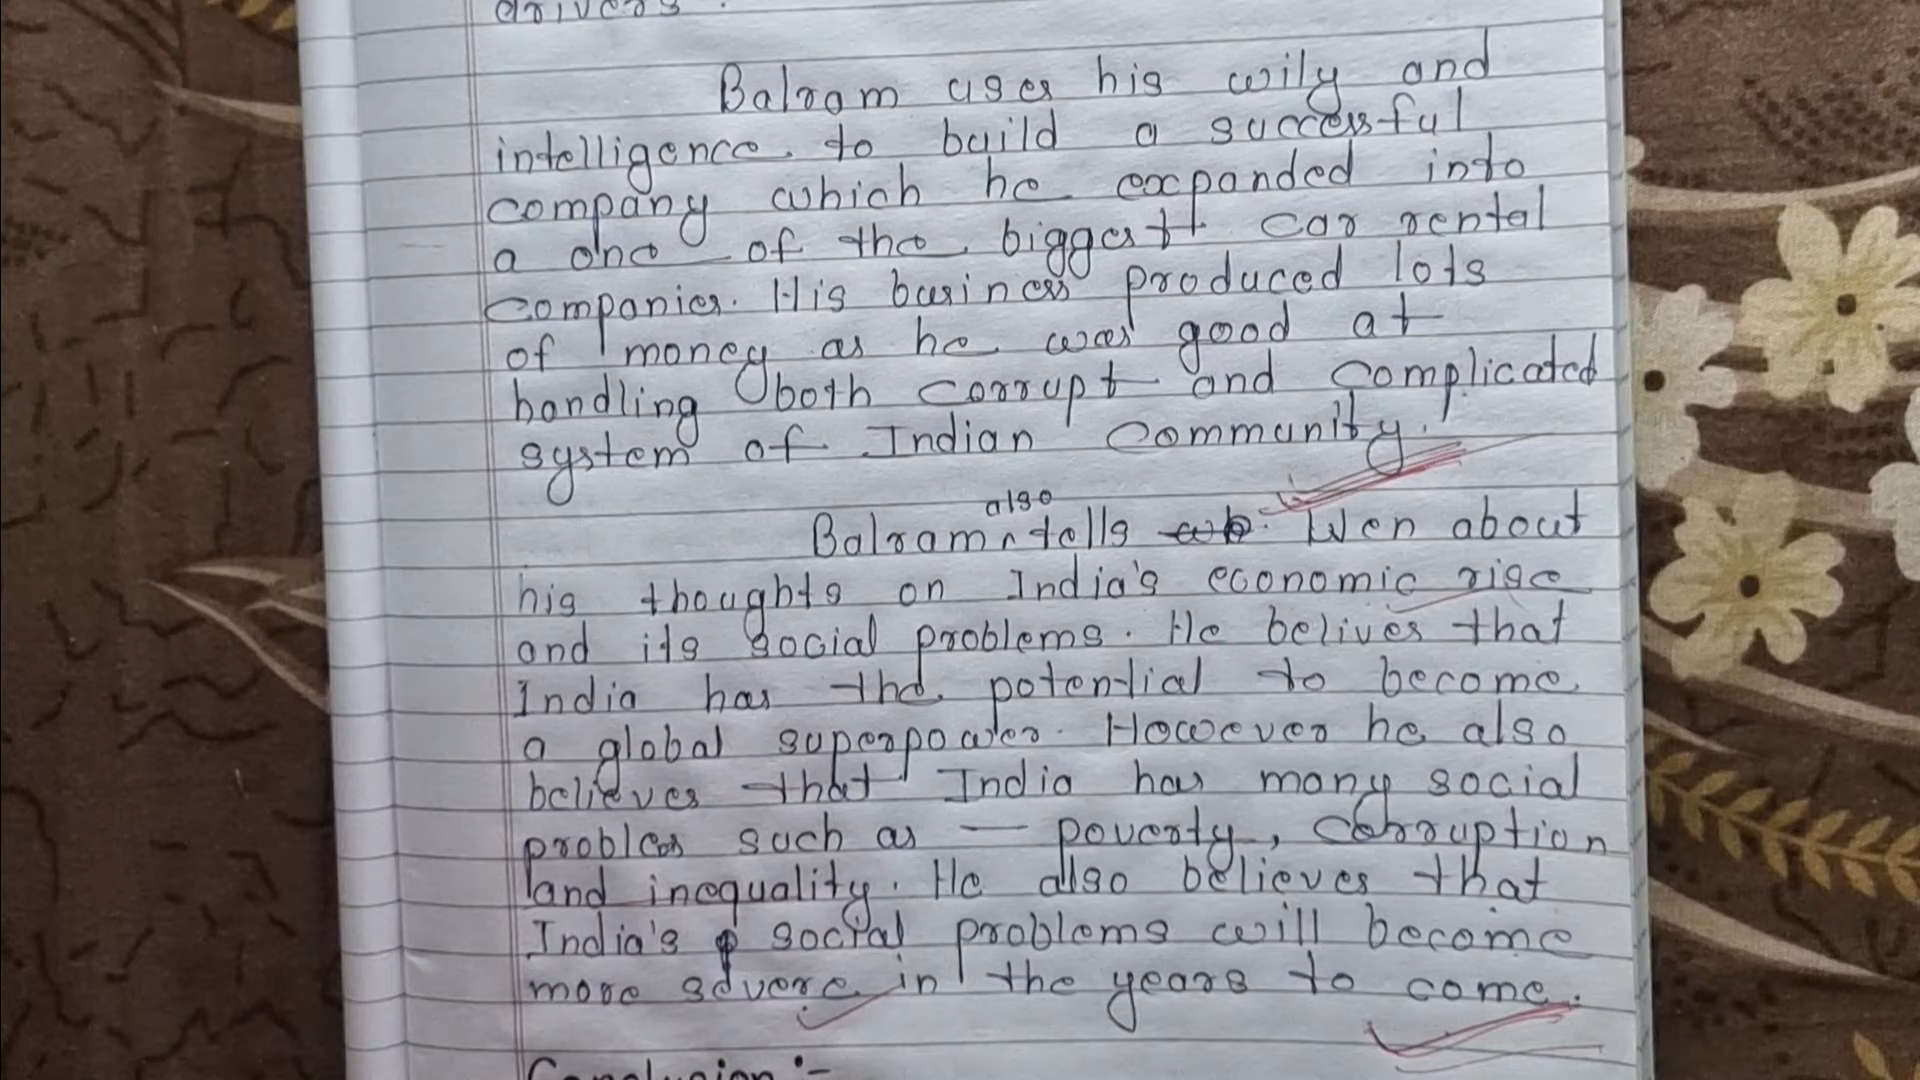 drivers.
Balram uses his wily and
intelligence to build a successful
company which he expanded into
a one of the biggest car rental
companies. His business produced lots
of money as he was good at
handling both corrupt and complicated
system of Indian Community.
also
Balram tells Wen about
his thoughts on India's economic rise
and its social problems. He belives that
India has the potential to become
a global superpower. However he also
believes that India has many social
problems such as — poverty, corruption
and inequality. He also believes that
India's social problems will become
more advere in the years to come.
Conclusion :-